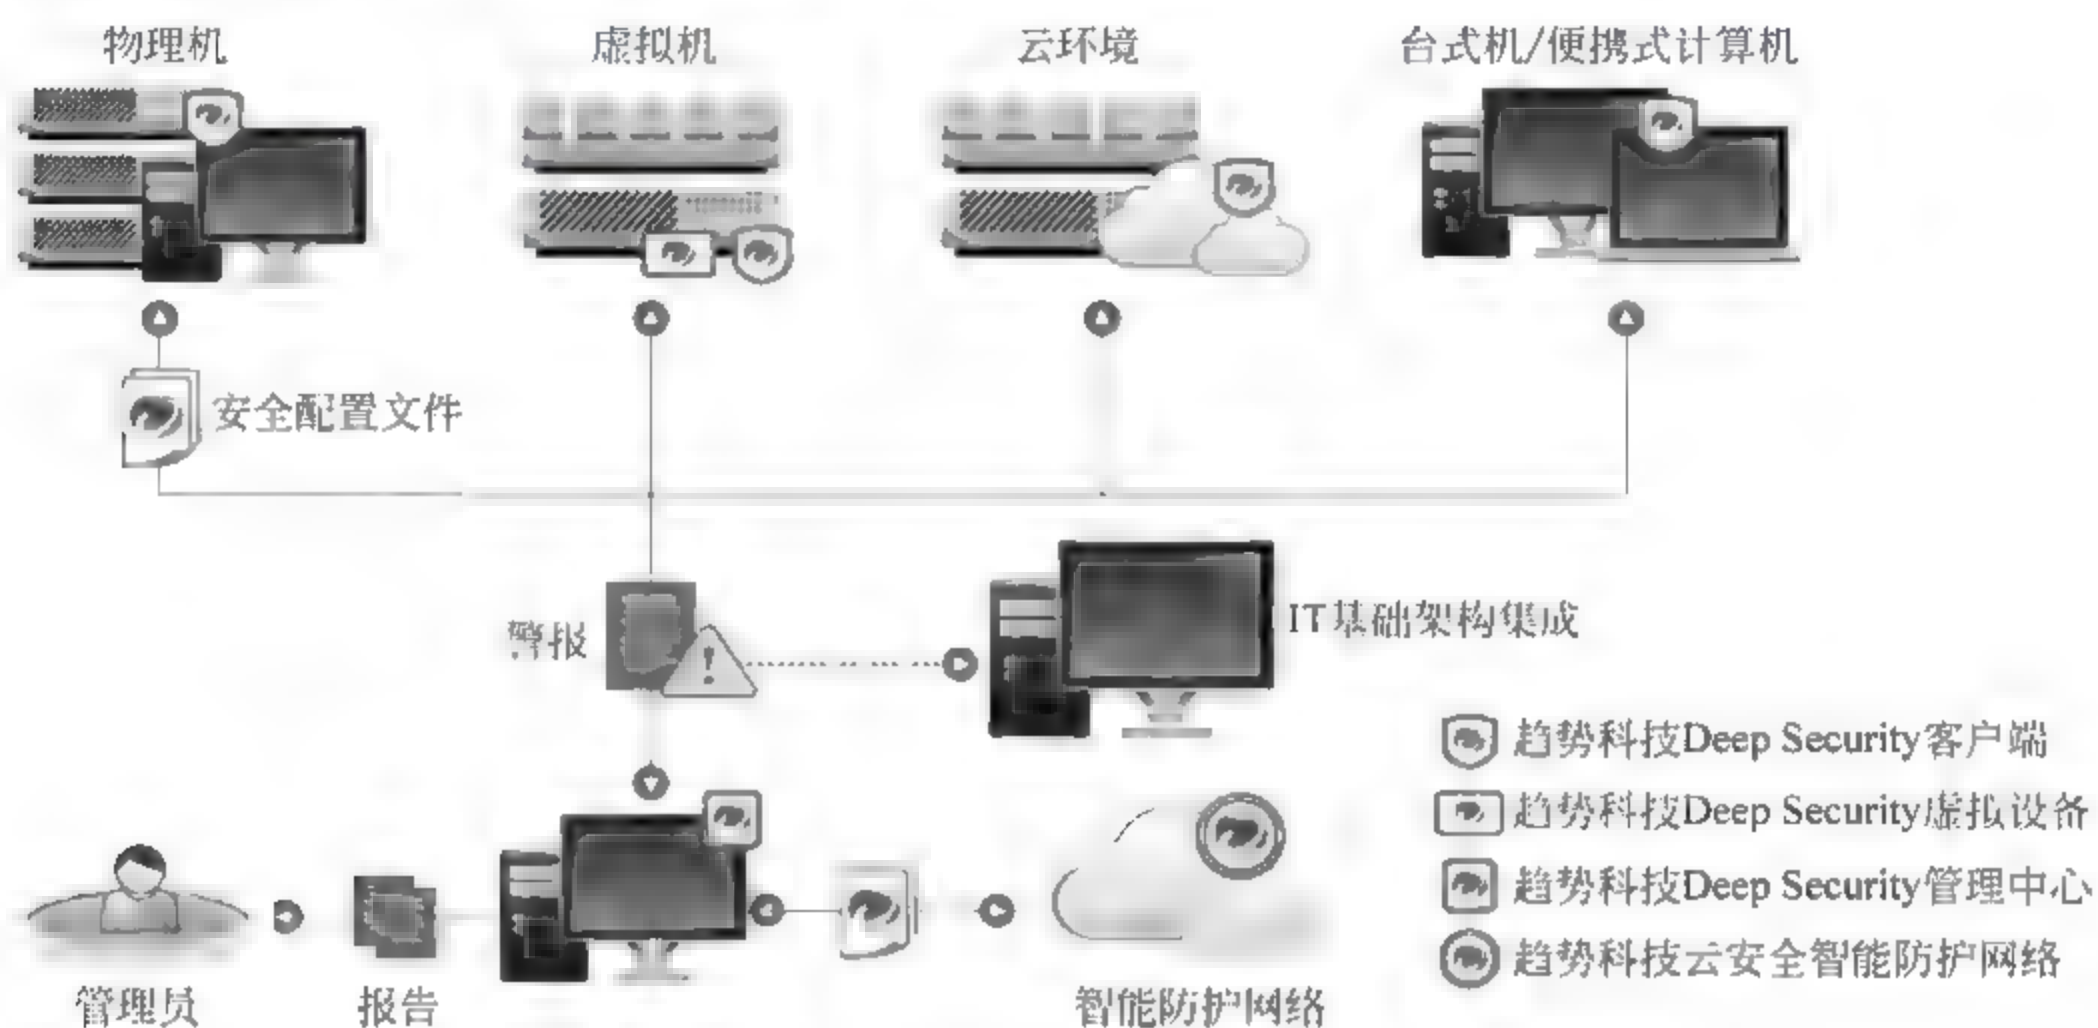 物理机
虚拟机
云环境
台式机/便携式计算机
安全配置文件
警报
IT基础架构集成
趋势科技Deep Security客户端
趋势科技Deep Security虚拟设备
趋势科技Deep Security管理中心
趋势科技云安全智能防护网络
管理员
报告
智能防护网络